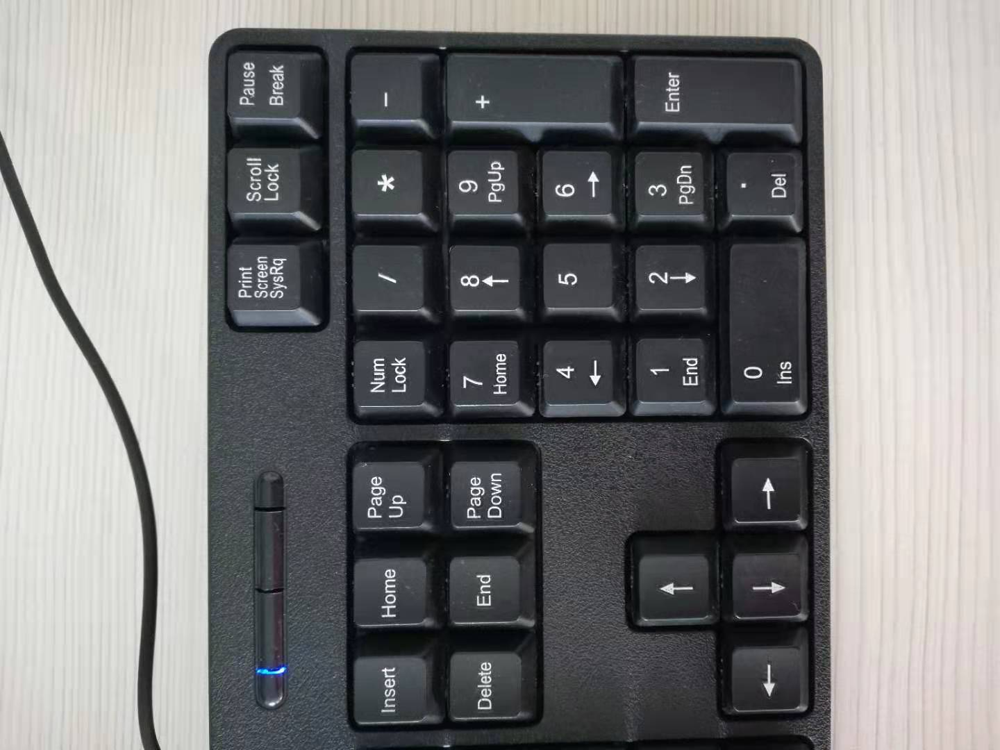 Print
Screen
SysRq
Scroll
Lock
Pause
Break
Insert
Home
Page
Up
Num
Lock
/
*
-
Delete
End
Page
Down
7
Home
8
↑
9
PgUp
+
4
←
5
6
→
↑
1
End
2
↓
3
PgDn
Enter
←
↓
→
0
Ins
.
Del